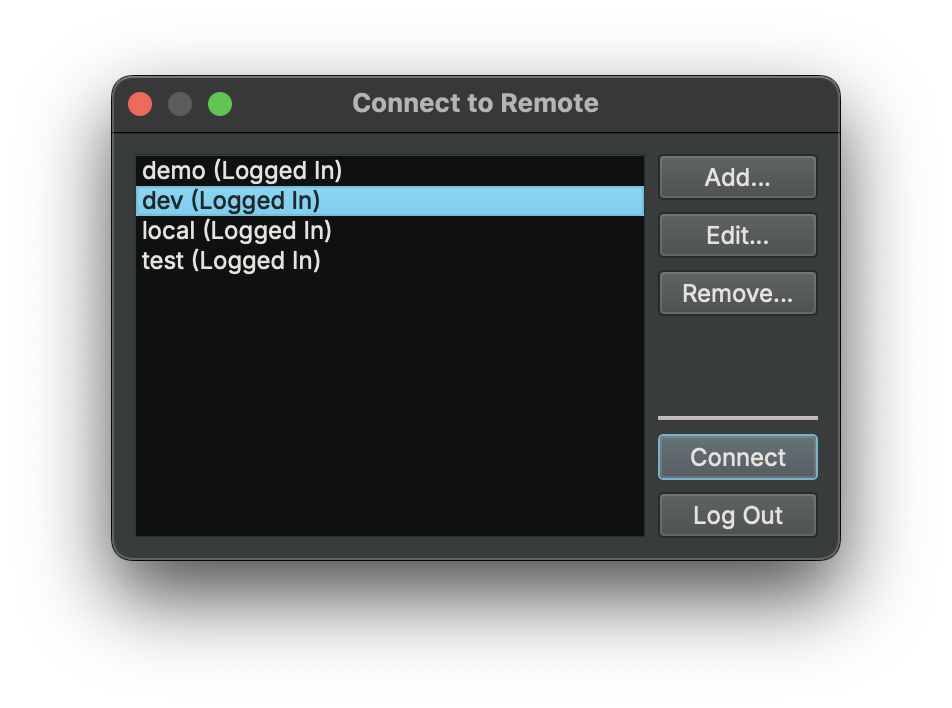 Connect to Remote
demo (Logged In)
dev (Logged In)
local (Logged In)
test (Logged In)
Add...
Edit...
Remove...
Connect
Log Out